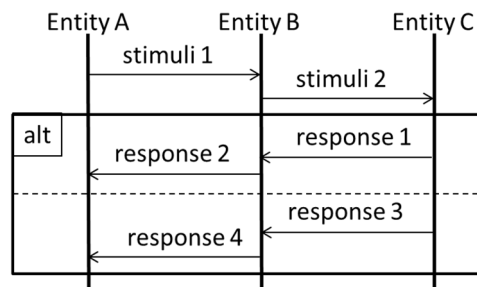 Entity A Entity B Entity C
stimuli 1
stimuli 2
alt
response 1
response 2
response 3
response 4